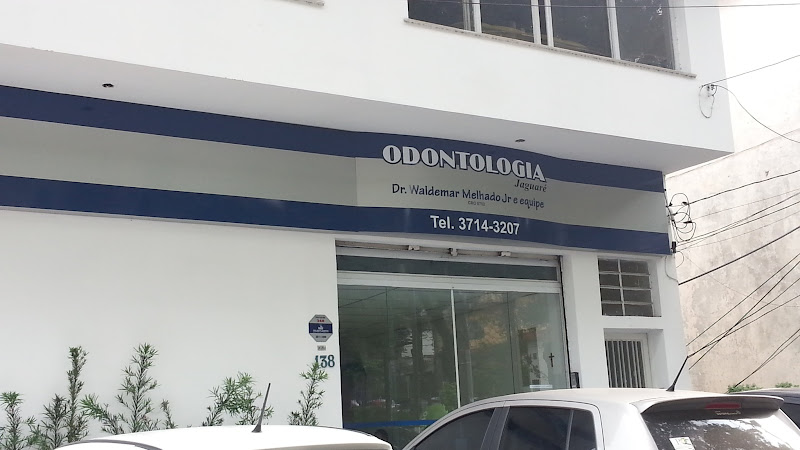 ODONTOLOGIA
Jaguaré
Dr. Waldemar Melhado Jr e equipe
Tel. 3714-3207
138